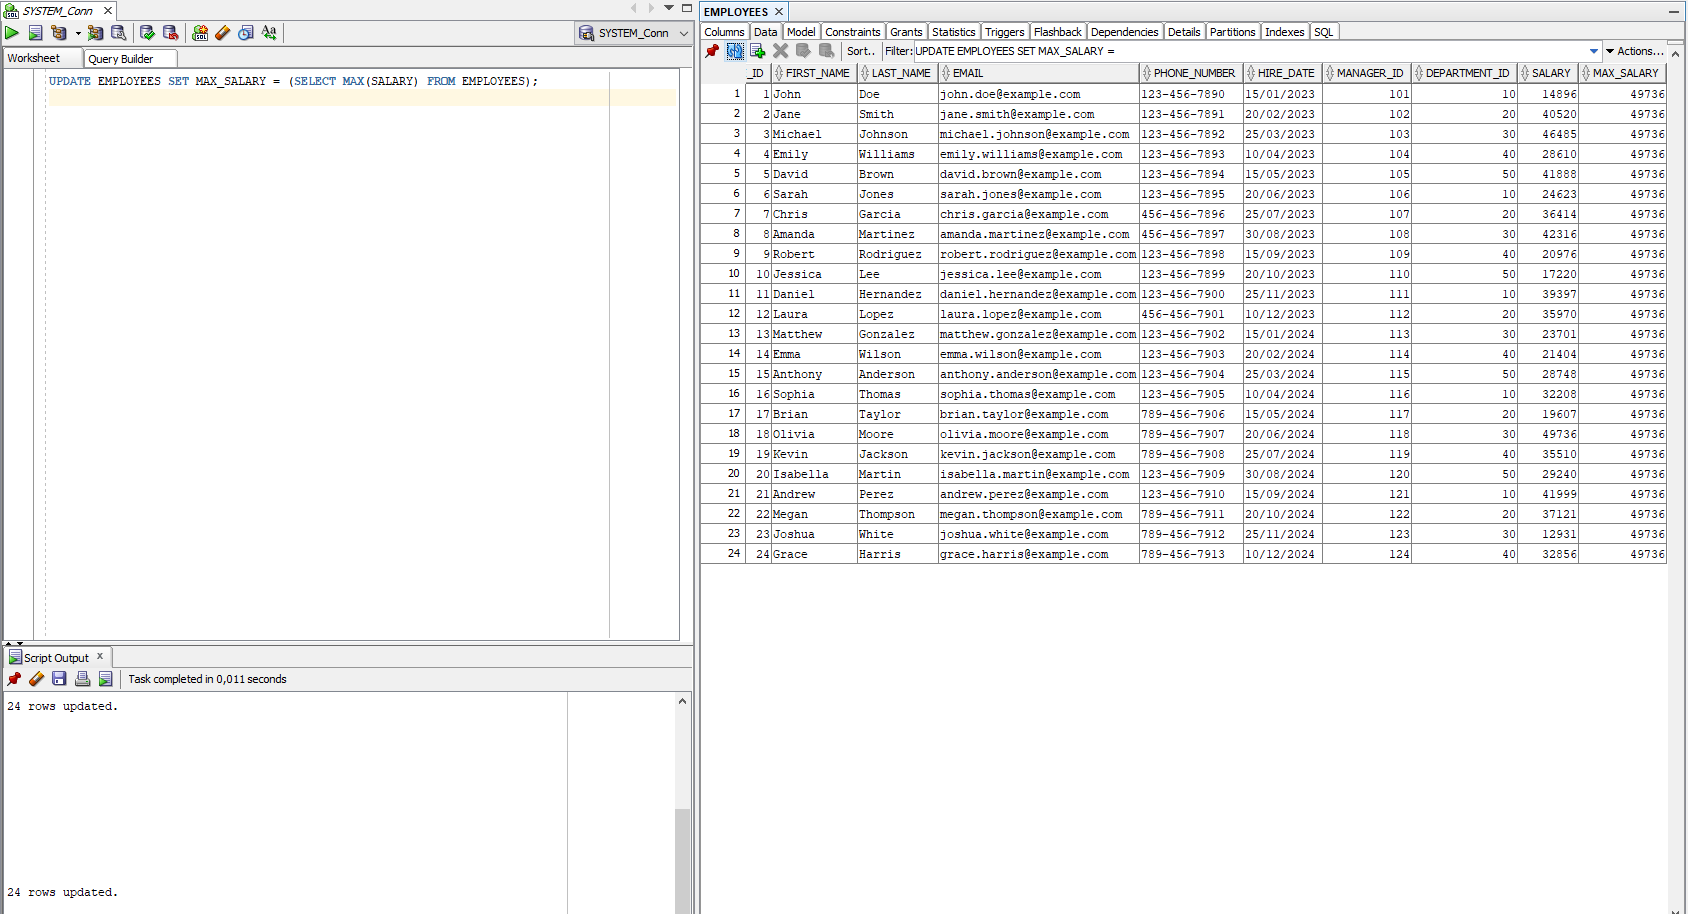 SYSTEM_Conn
SYSTEM_Conn
Worksheet Query Builder
UPDATE EMPLOYEES SET MAX_SALARY = (SELECT MAX(SALARY) FROM EMPLOYEES);
Script Output
Task completed in 0,011 seconds
24 rows updated.
24 rows updated.
EMPLOYEES
Columns Data Model Constraints Grants Statistics Triggers Flashback Dependencies Details Partitions Indexes SQL
Sort.. Filter: UPDATE EMPLOYEES SET MAX_SALARY = Actions...
_ID FIRST_NAME LAST_NAME EMAIL PHONE_NUMBER HIRE_DATE MANAGER_ID DEPARTMENT_ID SALARY MAX_SALARY
1 1 John Doe john.doe@example.com 123-456-7890 15/01/2023 101 10 14896 49736
2 2 Jane Smith jane.smith@example.com 123-456-7891 20/02/2023 102 20 40520 49736
3 3 Michael Johnson michael.johnson@example.com 123-456-7892 25/03/2023 103 30 46485 49736
4 4 Emily Williams emily.williams@example.com 123-456-7893 10/04/2023 104 40 28610 49736
5 5 David Brown david.brown@example.com 123-456-7894 15/05/2023 105 50 41888 49736
6 6 Sarah Jones sarah.jones@example.com 123-456-7895 20/06/2023 106 10 24623 49736
7 7 Chris Garcia chris.garcia@example.com 456-456-7896 25/07/2023 107 20 36414 49736
8 8 Amanda Martinez amanda.martinez@example.com 456-456-7897 30/08/2023 108 30 42316 49736
9 9 Robert Rodriguez robert.rodriguez@example.com 123-456-7898 15/09/2023 109 40 20976 49736
10 10 Jessica Lee jessica.lee@example.com 123-456-7899 20/10/2023 110 50 17220 49736
11 11 Daniel Hernandez daniel.hernandez@example.com 123-456-7900 25/11/2023 111 10 39397 49736
12 12 Laura Lopez laura.lopez@example.com 456-456-7901 10/12/2023 112 20 35970 49736
13 13 Matthew Gonzalez matthew.gonzalez@example.com 123-456-7902 15/01/2024 113 30 23701 49736
14 14 Emma Wilson emma.wilson@example.com 123-456-7903 20/02/2024 114 40 21404 49736
15 15 Anthony Anderson anthony.anderson@example.com 123-456-7904 25/03/2024 115 50 28748 49736
16 16 Sophia Thomas sophia.thomas@example.com 123-456-7905 10/04/2024 116 10 32208 49736
17 17 Brian Taylor brian.taylor@example.com 789-456-7906 15/05/2024 117 20 19607 49736
18 18 Olivia Moore olivia.moore@example.com 789-456-7907 20/06/2024 118 30 49736 49736
19 19 Kevin Jackson kevin.jackson@example.com 789-456-7908 25/07/2024 119 40 35510 49736
20 20 Isabella Martin isabella.martin@example.com 123-456-7909 30/08/2024 120 50 29240 49736
21 21 Andrew Perez andrew.perez@example.com 123-456-7910 15/09/2024 121 10 41999 49736
22 22 Megan Thompson megan.thompson@example.com 789-456-7911 20/10/2024 122 20 37121 49736
23 23 Joshua White joshua.white@example.com 789-456-7912 25/11/2024 123 30 12931 49736
24 24 Grace Harris grace.harris@example.com 789-456-7913 10/12/2024 124 40 32856 49736